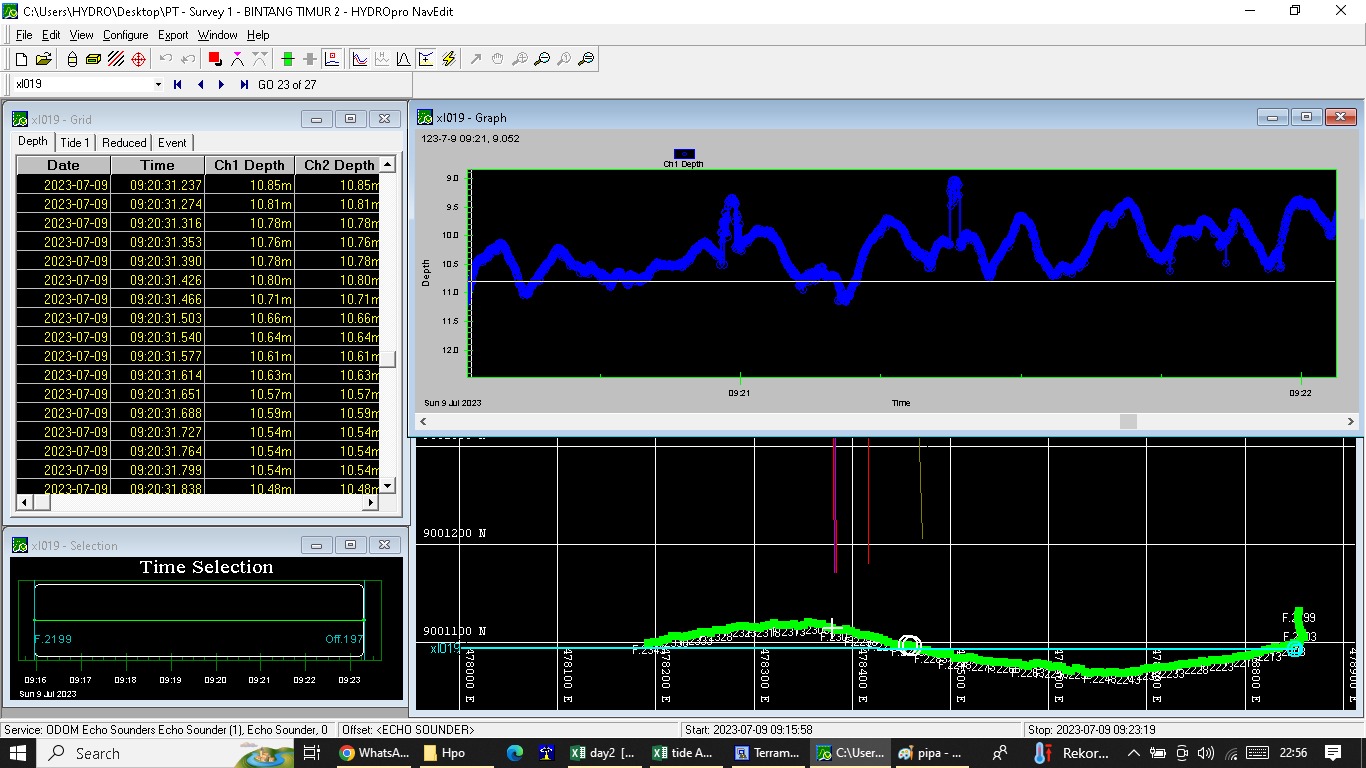 C:\Users\HYDRO\Desktop\PT - Survey 1 - BINTANG TIMUR 2 - HYDROpro NavEdit
File Edit View Configure Export Window Help
xl019 GO 23 of 27
xl019 - Grid
Depth Tide 1 Reduced Event
Date Time Ch1 Depth Ch2 Depth
2023-07-09 09:20:31.237 10.85m 10.85m
2023-07-09 09:20:31.274 10.81m 10.81m
2023-07-09 09:20:31.316 10.78m 10.78m
2023-07-09 09:20:31.353 10.76m 10.76m
2023-07-09 09:20:31.390 10.78m 10.78m
2023-07-09 09:20:31.426 10.80m 10.80m
2023-07-09 09:20:31.466 10.71m 10.71m
2023-07-09 09:20:31.503 10.66m 10.66m
2023-07-09 09:20:31.540 10.64m 10.64m
2023-07-09 09:20:31.577 10.61m 10.61m
2023-07-09 09:20:31.614 10.63m 10.63m
2023-07-09 09:20:31.651 10.57m 10.57m
2023-07-09 09:20:31.688 10.59m 10.59m
2023-07-09 09:20:31.727 10.54m 10.54m
2023-07-09 09:20:31.764 10.54m 10.54m
2023-07-09 09:20:31.799 10.54m 10.54m
2023-07-09 09:20:31.838 10.48m 10.48m
xl019 - Graph
123-7-9 09:21, 9.052
Ch1 Depth
Depth
9.0
9.5
10.0
10.5
11.0
11.5
12.0
09:21 09:22
Sun 9 Jul 2023 Time
xl019 - Selection
Time Selection
F.2199 Off.197
09:16 09:17 09:18 09:19 09:20 09:21 09:22 09:23
Sun 9 Jul 2023
9001200 N
9001100 N
xl019
478000 E
478100 E
478200 E
478300 E
478400 E
478900 E
Service: ODOM Echo Sounders Echo Sounder (1), Echo Sounder, 0 Offset: <ECHO SOUNDER> Start: 2023-07-09 09:15:58 Stop: 2023-07-09 09:23:19
Search WhatsA... Hpo day2 [... tide A... Terram... C:\User... pipa - ... Rekor... 22:56